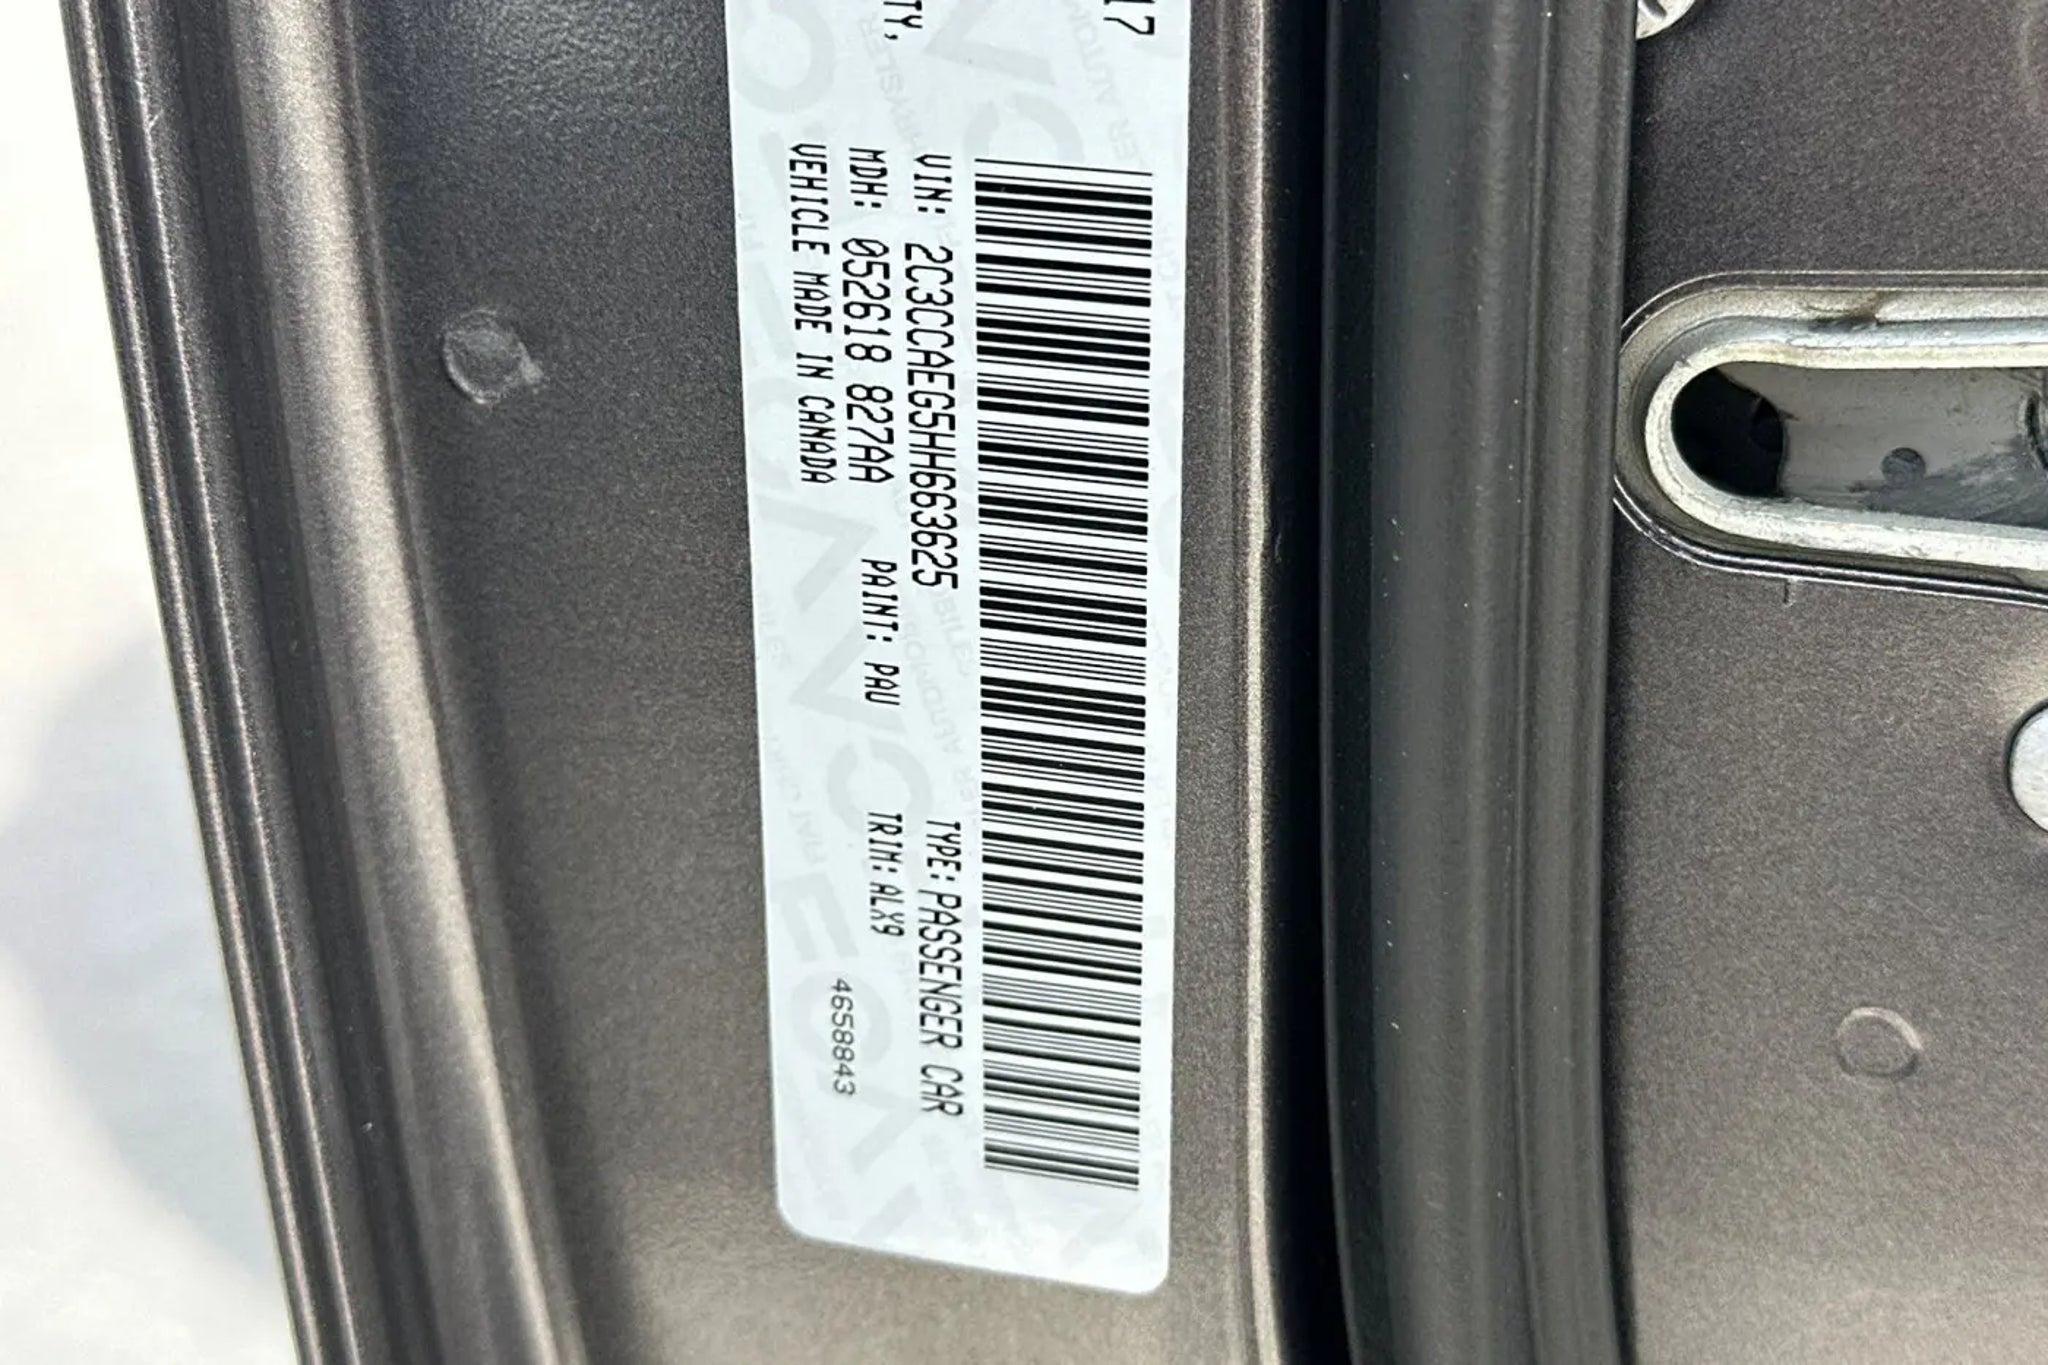 17
TY,
VIN: 2C3CCAEG5HH663625 TYPE: PASSENGER CAR
MDH: 052618 827AA PAINT: PAU TRIM: ALX9
VEHICLE MADE IN CANADA 4658843